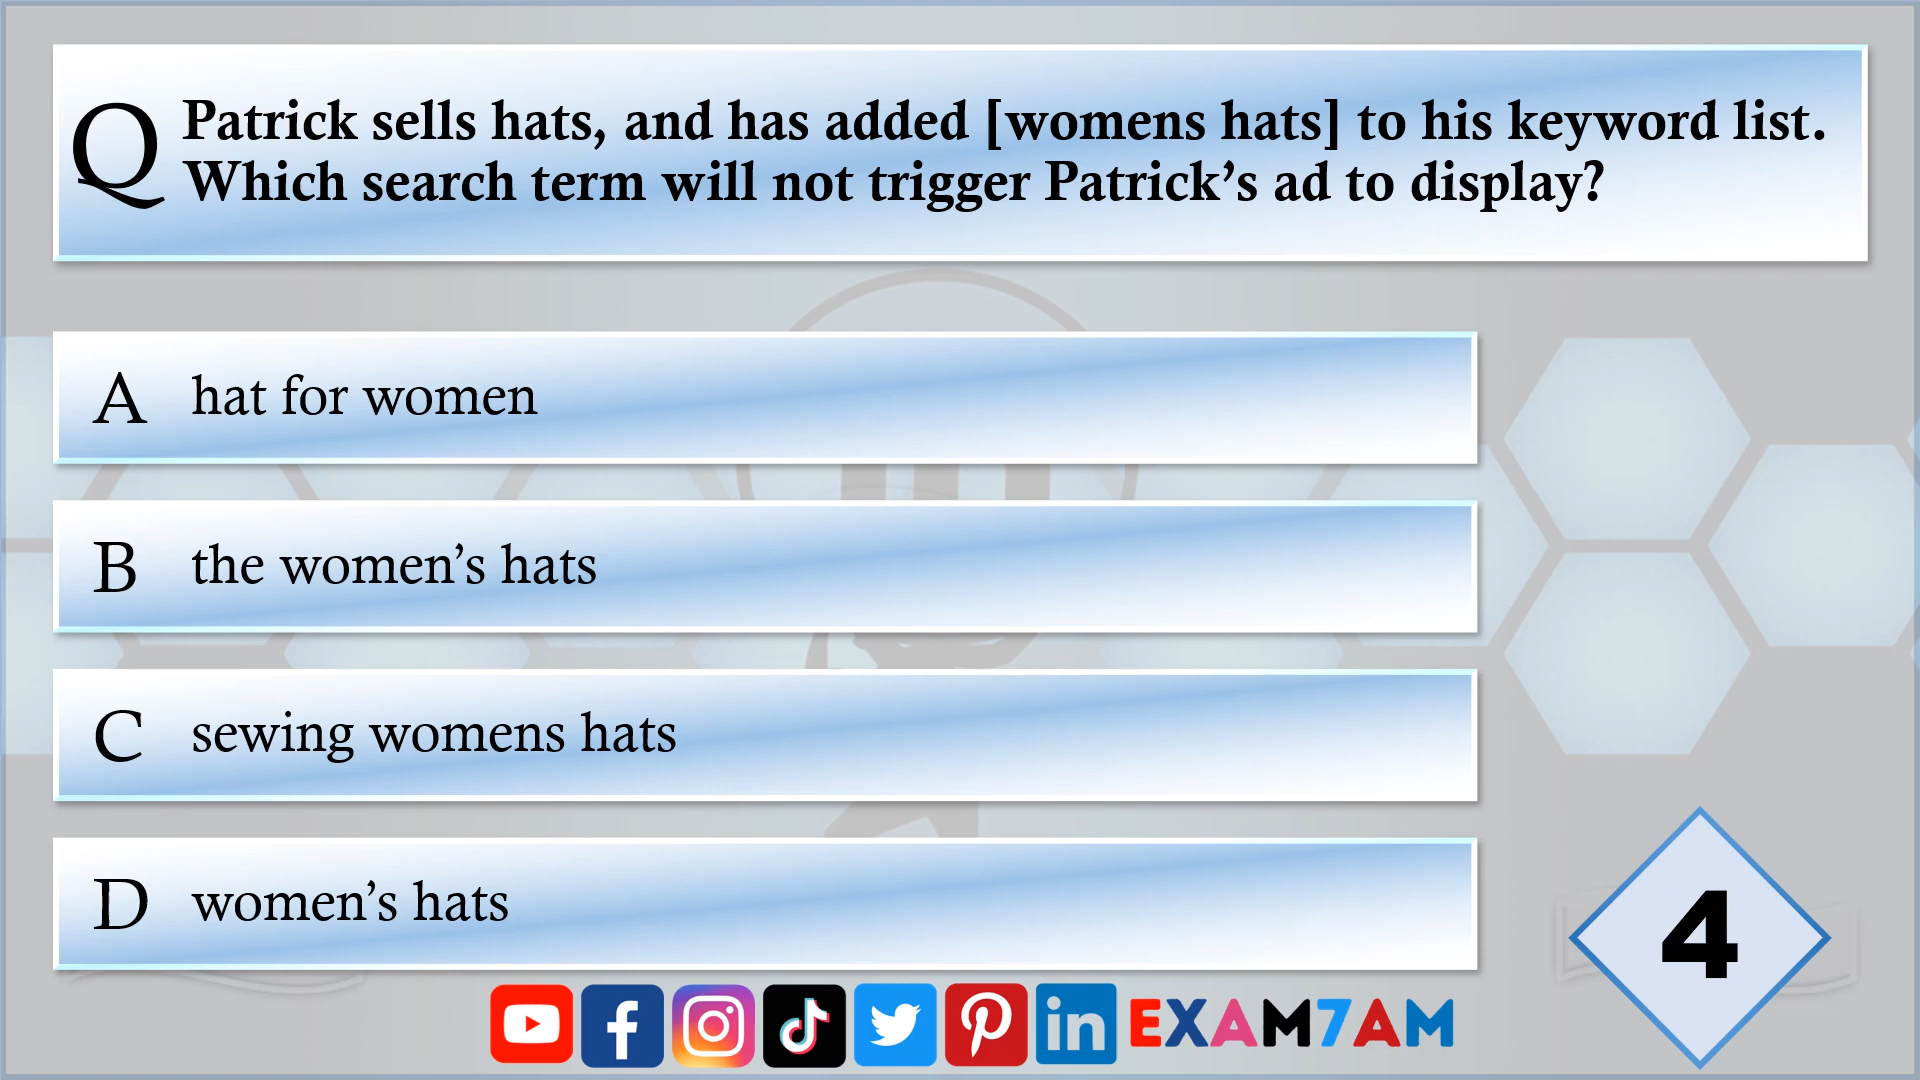 Q Patrick sells hats, and has added [womens hats] to his keyword list.
Which search term will not trigger Patrick’s ad to display?
A hat for women
B the women’s hats
C sewing womens hats
D women’s hats
4
EXAM7AM